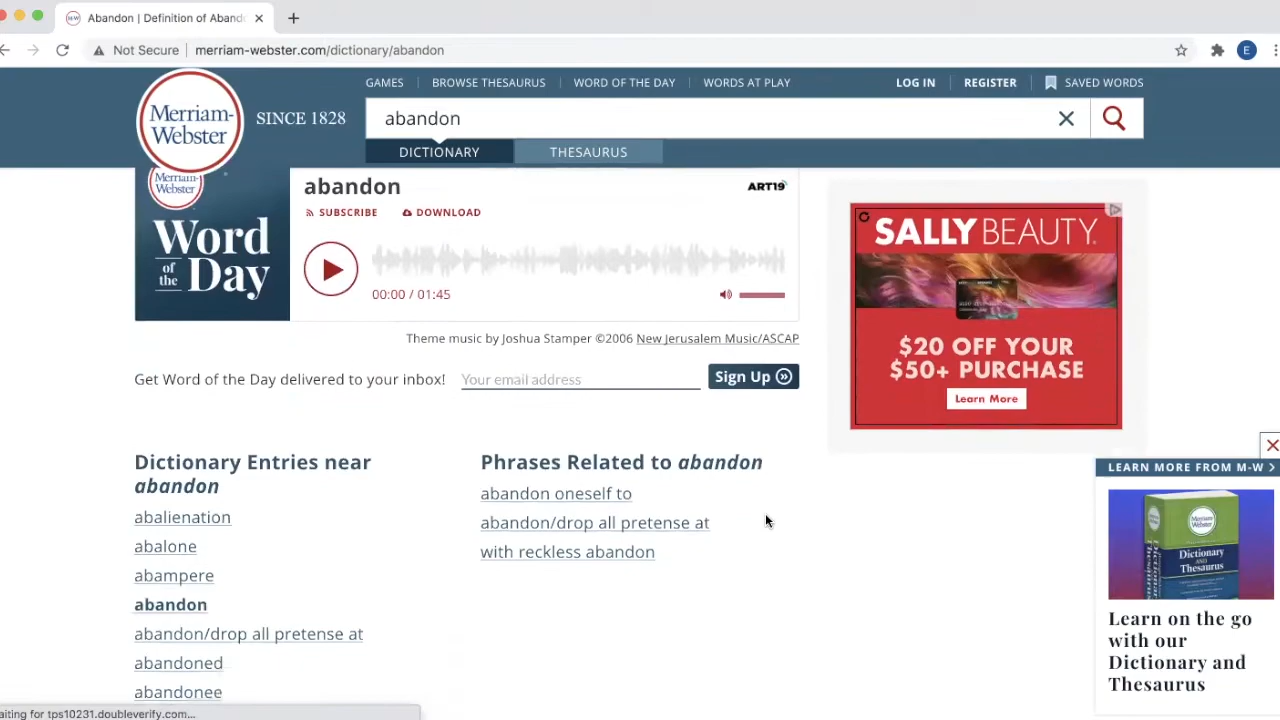 Abandon | Definition of Aband
Not Secure
merriam-webster.com/dictionary/abandon
E
GAMES
BROWSE THESAURUS
WORD OF THE DAY
WORDS AT PLAY
LOG IN
REGISTER
SAVED WORDS
Merriam-
Webster
SINCE 1828
abandon
DICTIONARY
THESAURUS
Merriam-
Webster
Word
of the
Day
abandon
ART19
SUBSCRIBE
DOWNLOAD
00:00 / 01:45
Theme music by Joshua Stamper ©2006 New Jerusalem Music/ASCAP
Get Word of the Day delivered to your inbox!
Your email address
Sign Up
SALLY BEAUTY
$20 OFF YOUR
$50+ PURCHASE
Learn More
Dictionary Entries near
abandon
abalienation
abalone
abampere
abandon
abandon/drop all pretense at
abandoned
abandonee
Phrases Related to abandon
abandon oneself to
abandon/drop all pretense at
with reckless abandon
LEARN MORE FROM M-W
Merriam-
Webster
Dictionary
AND
Thesaurus
Learn on the go
with our
Dictionary and
Thesaurus
aiting for tps10231.doubleverify.com...